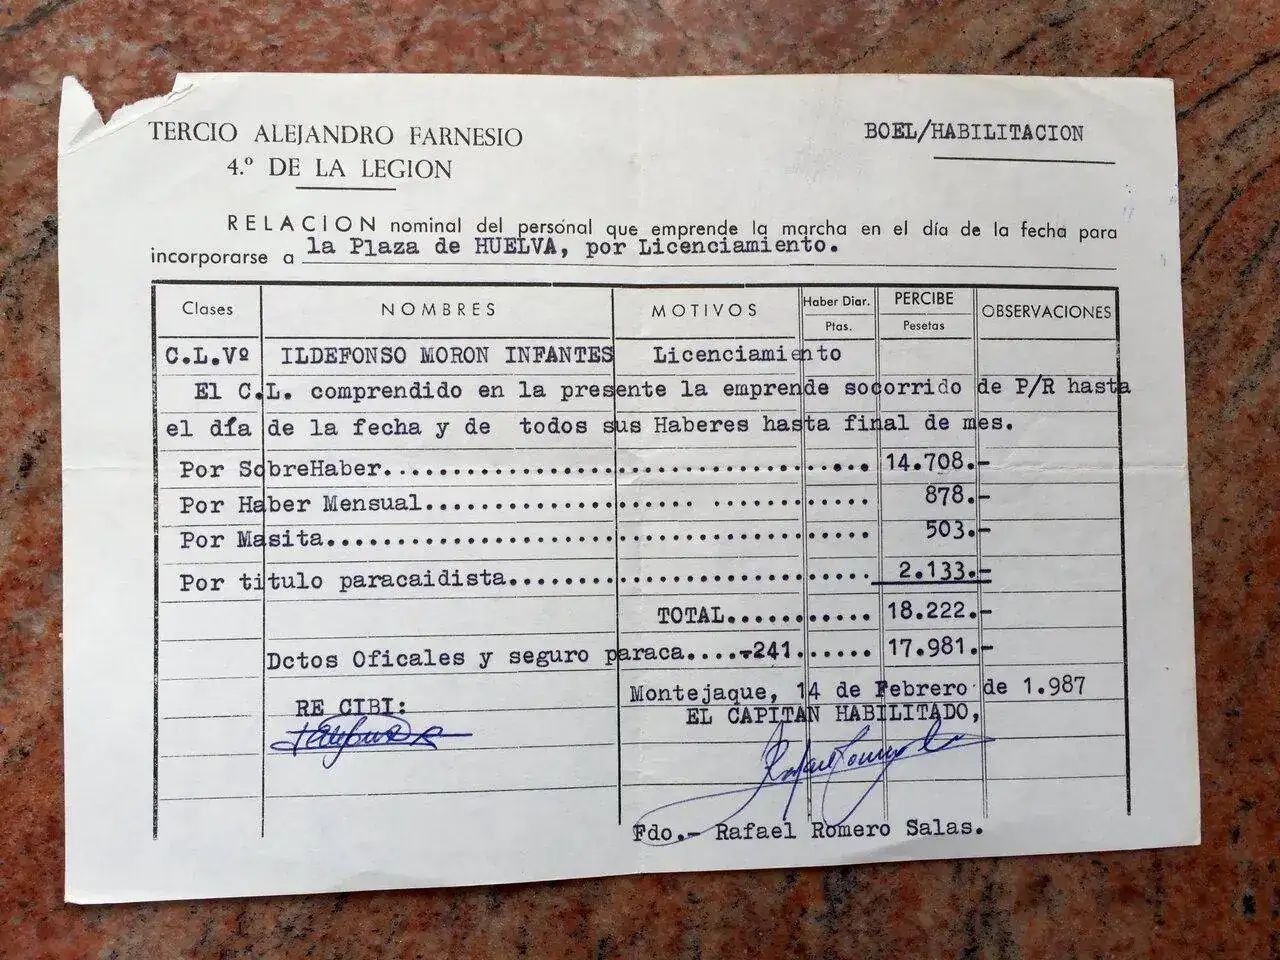 TERCIO ALEJANDRO FARNESIO
4.º DE LA LEGION
BOEL/HABILITACION
RELACION nominal del personal que emprende la marcha en el día de la fecha para
incorporarse a la Plaza de HUELVA, por Licenciamiento.
Clases NOMBRES MOTIVOS Haber Diar. Ptas. PERCIBE Pesetas OBSERVACIONES
C.L.Vº ILDEFONSO MORON INFANTES Licenciamiento
El C.L. comprendido en la presente la emprende socorrido de P/R hasta
el día de la fecha y de todos sus Haberes hasta final de mes.
Por SobreHaber........................................ 14.708.-
Por Haber Mensual..................... ............ 878.-
Por Masita............................................ 503.-
Por titulo paracaidista............................. 2.133.-
TOTAL........... 18.222.-
Dctos Oficales y seguro paraca....-241...... 17.981.-
Montejaque, 14 de Febrero de 1.987
RE CIBI:
EL CAPITAN HABILITADO,
Fdo.- Rafael Romero Salas.